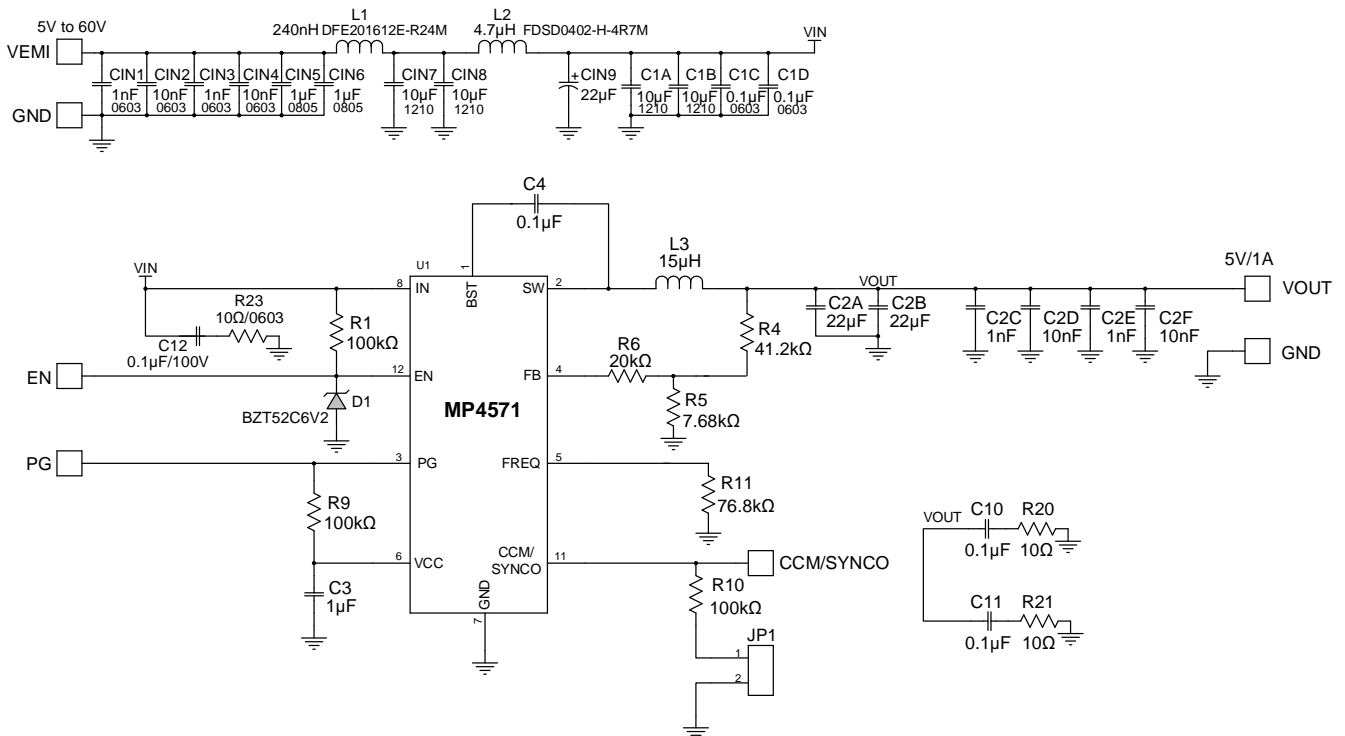 5V to 60V
VEMI
GND
L1
240nH DFE201612E-R24M
L2
4.7µH FDSD0402-H-4R7M
VIN
CIN1
1nF
0603
CIN2
10nF
0603
CIN3
1nF
0603
CIN4
10nF
0603
CIN5
1µF
0805
CIN6
1µF
0805
CIN7
10µF
1210
CIN8
10µF
1210
+
CIN9
22µF
C1A
10µF
1210
C1B
10µF
1210
C1C
0.1µF
0603
C1D
0.1µF
0603
C4
0.1µF
VIN
R23
10Ω/0603
C12
0.1µF/100V
R1
100kΩ
EN
D1
BZT52C6V2
PG
R9
100kΩ
C3
1µF
U1
MP4571
8 IN
12 EN
3 PG
6 VCC
1 BST
SW 2
FB 4
FREQ 5
CCM/
SYNCO
11
GND
7
L3
15µH
R4
41.2kΩ
R6
20kΩ
R5
7.68kΩ
R11
76.8kΩ
CCM/SYNCO
R10
100kΩ
JP1
1
2
VOUT
C2A
22µF
C2B
22µF
C2C
1nF
C2D
10nF
C2E
1nF
C2F
10nF
5V/1A
VOUT
GND
VOUT
C10
0.1µF
R20
10Ω
C11
0.1µF
R21
10Ω